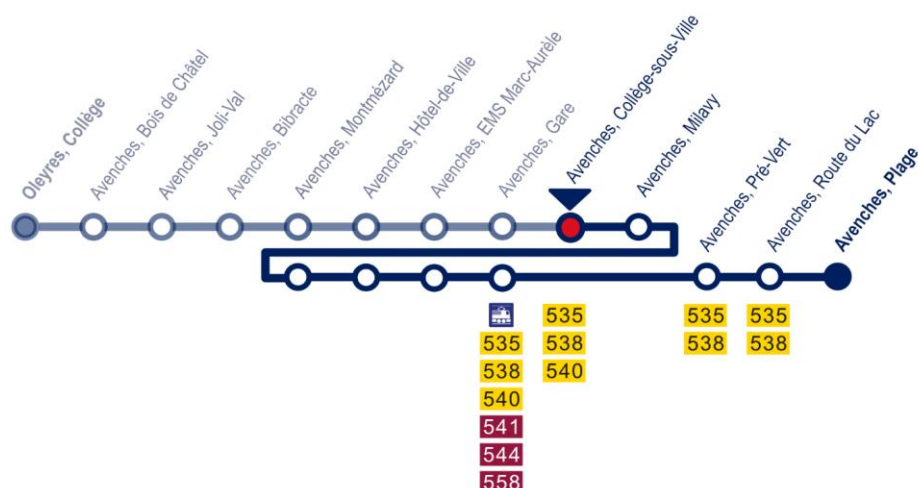 Oleyres, Collège
Avenches, Bois de Châtel
Avenches, Joli-Val
Avenches, Bibracte
Avenches, Montmézard
Avenches, Hôtel-de-Ville
Avenches, EMS Marc-Aurèle
Avenches, Gare
Avenches, Collège-sous-Ville
Avenches, Milavy
Avenches, Pré-Vert
Avenches, Route du Lac
Avenches, Plage
535
538
540
541
544
558
535
538
540
535
538
535
538